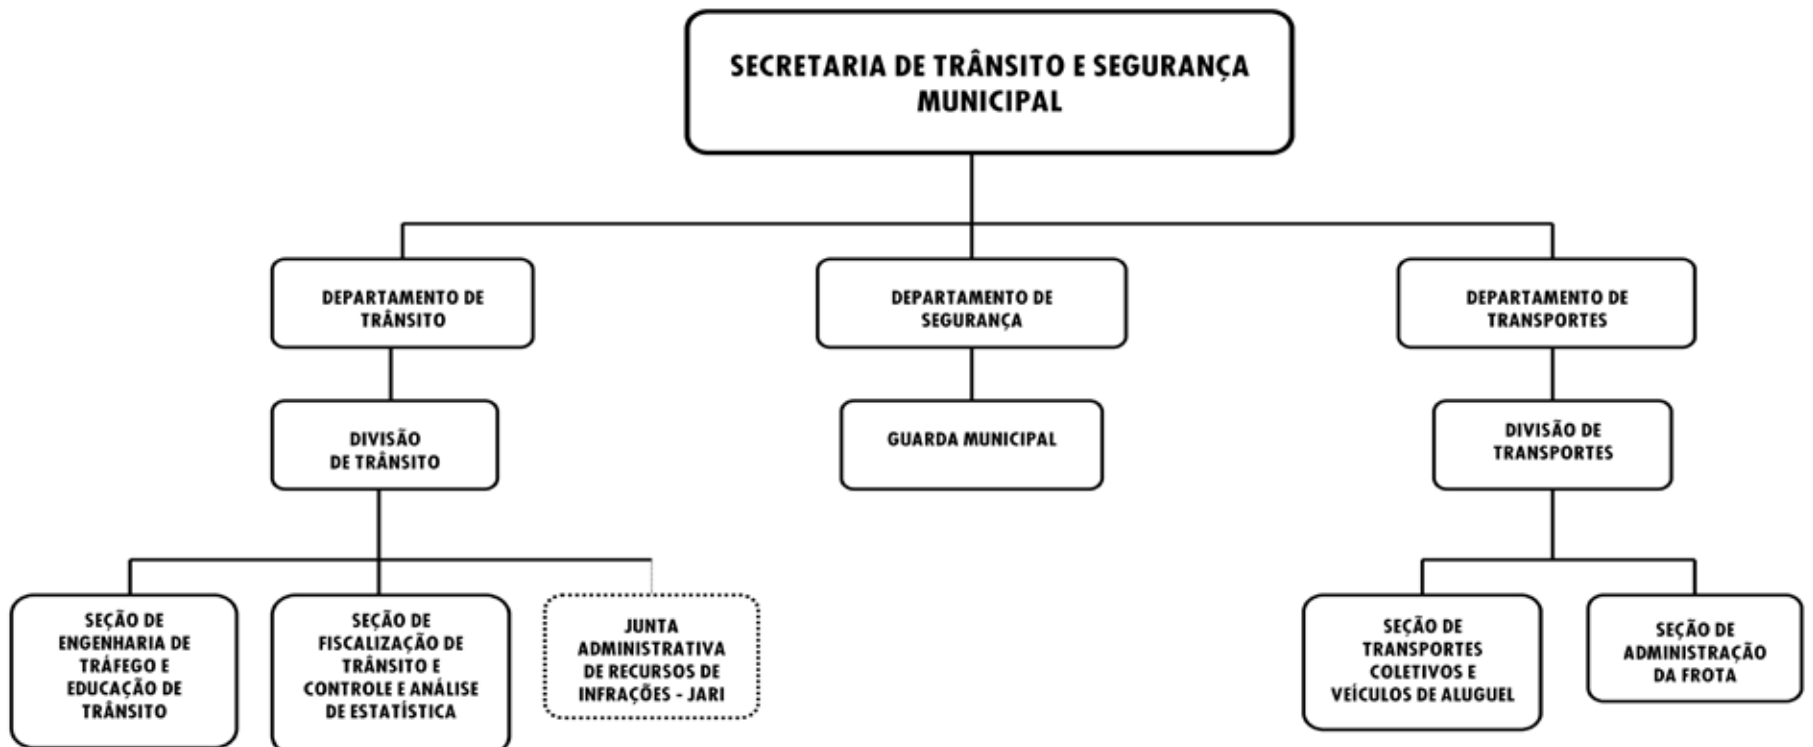 SECRETARIA DE TRÂNSITO E SEGURANÇA
MUNICIPAL
DEPARTAMENTO DE
TRÂNSITO
DEPARTAMENTO DE
SEGURANÇA
DEPARTAMENTO DE
TRANSPORTES
DIVISÃO
DE TRÂNSITO
GUARDA MUNICIPAL
DIVISÃO DE
TRANSPORTES
SEÇÃO DE
ENGENHARIA DE
TRÁFEGO E
EDUCAÇÃO DE
TRÂNSITO
SEÇÃO DE
FISCALIZAÇÃO DE
TRÂNSITO E
CONTROLE E ANÁLISE
DE ESTATÍSTICA
JUNTA
ADMINISTRATIVA
DE RECURSOS DE
INFRAÇÕES - JARI
SEÇÃO DE
TRANSPORTES
COLETIVOS E
VEÍCULOS DE ALUGUEL
SEÇÃO DE
ADMINISTRAÇÃO
DA FROTA